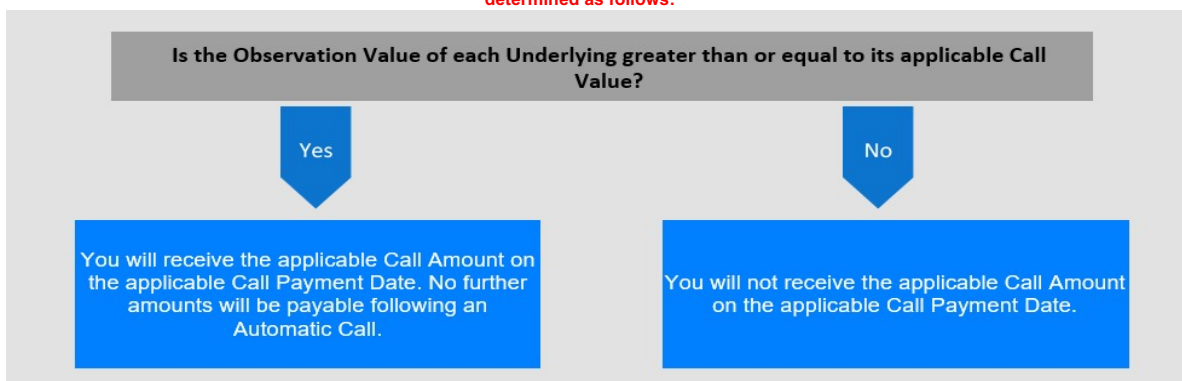 determined as follows:
Is the Observation Value of each Underlying greater than or equal to its applicable Call
Value?
Yes
No
You will receive the applicable Call Amount on
the applicable Call Payment Date. No further
amounts will be payable following an
Automatic Call.
You will not receive the applicable Call Amount
on the applicable Call Payment Date.